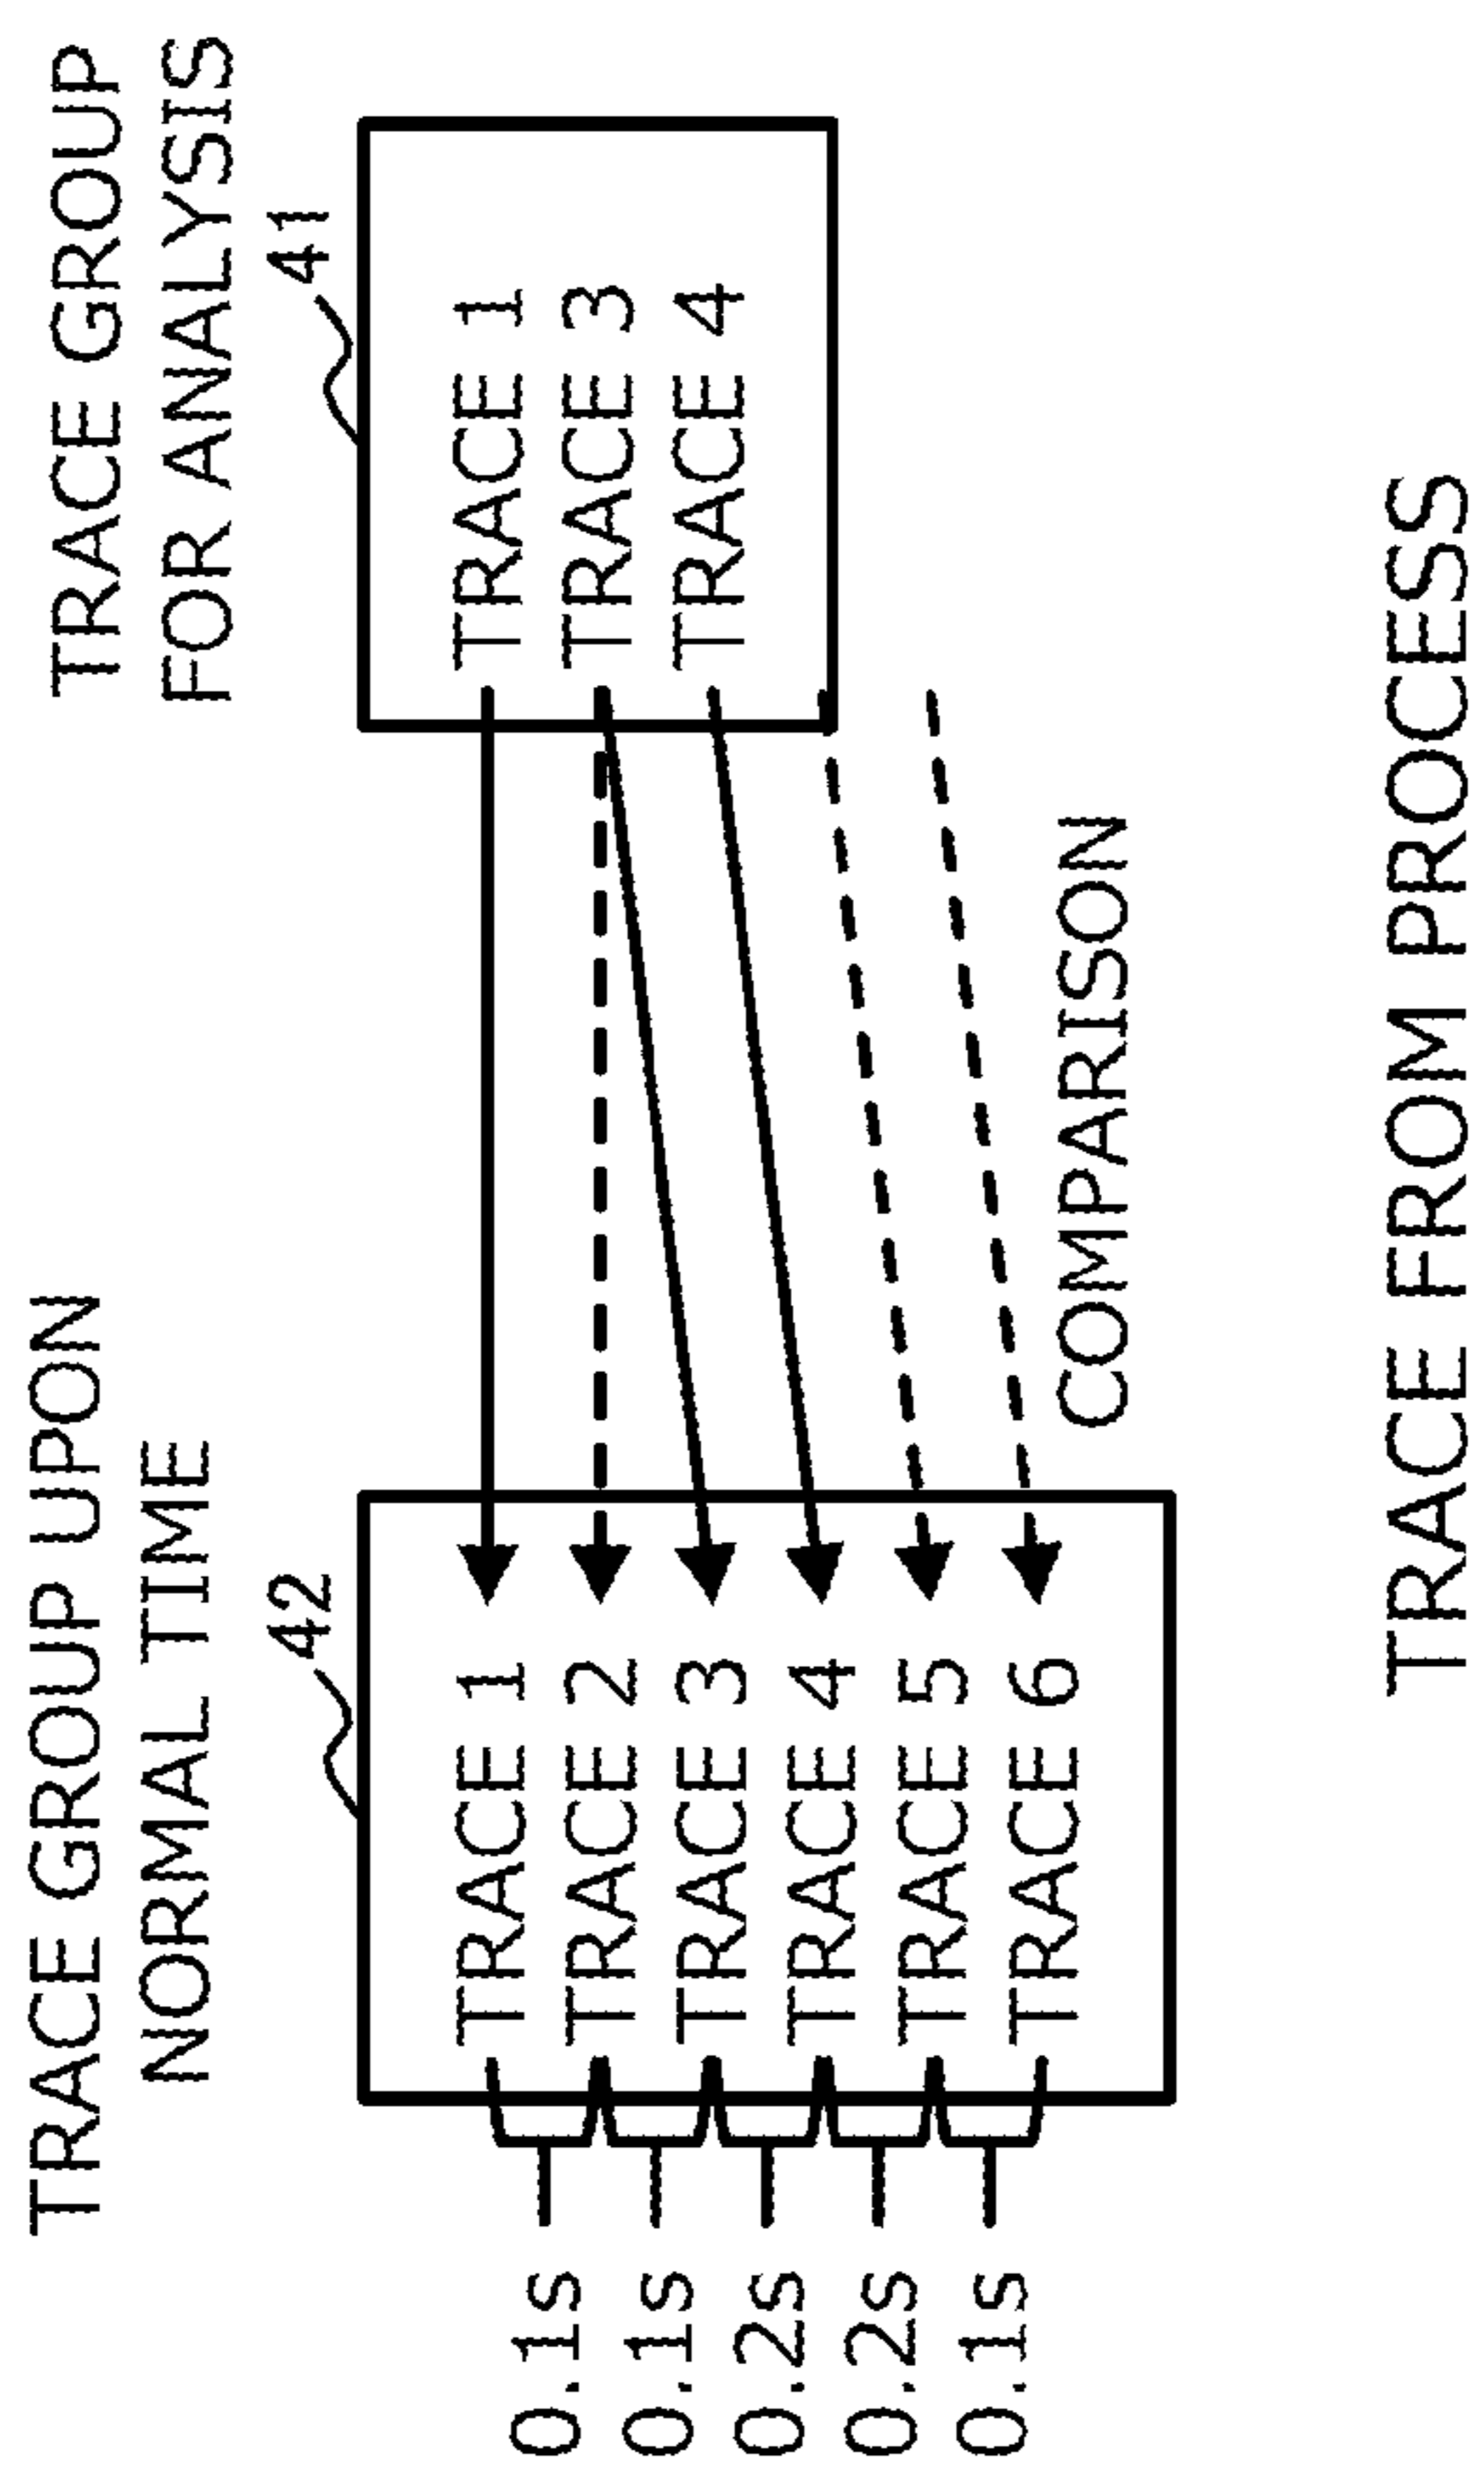 TRACE GROUP UPON
NORMAL TIME
42
TRACE 1
TRACE 2
TRACE 3
TRACE 4
TRACE 5
TRACE 6
0.1s
0.1s
0.2s
0.2s
0.1s
TRACE GROUP
FOR ANALYSIS
41
TRACE 1
TRACE 3
TRACE 4
COMPARISON
TRACE FROM PROCESS